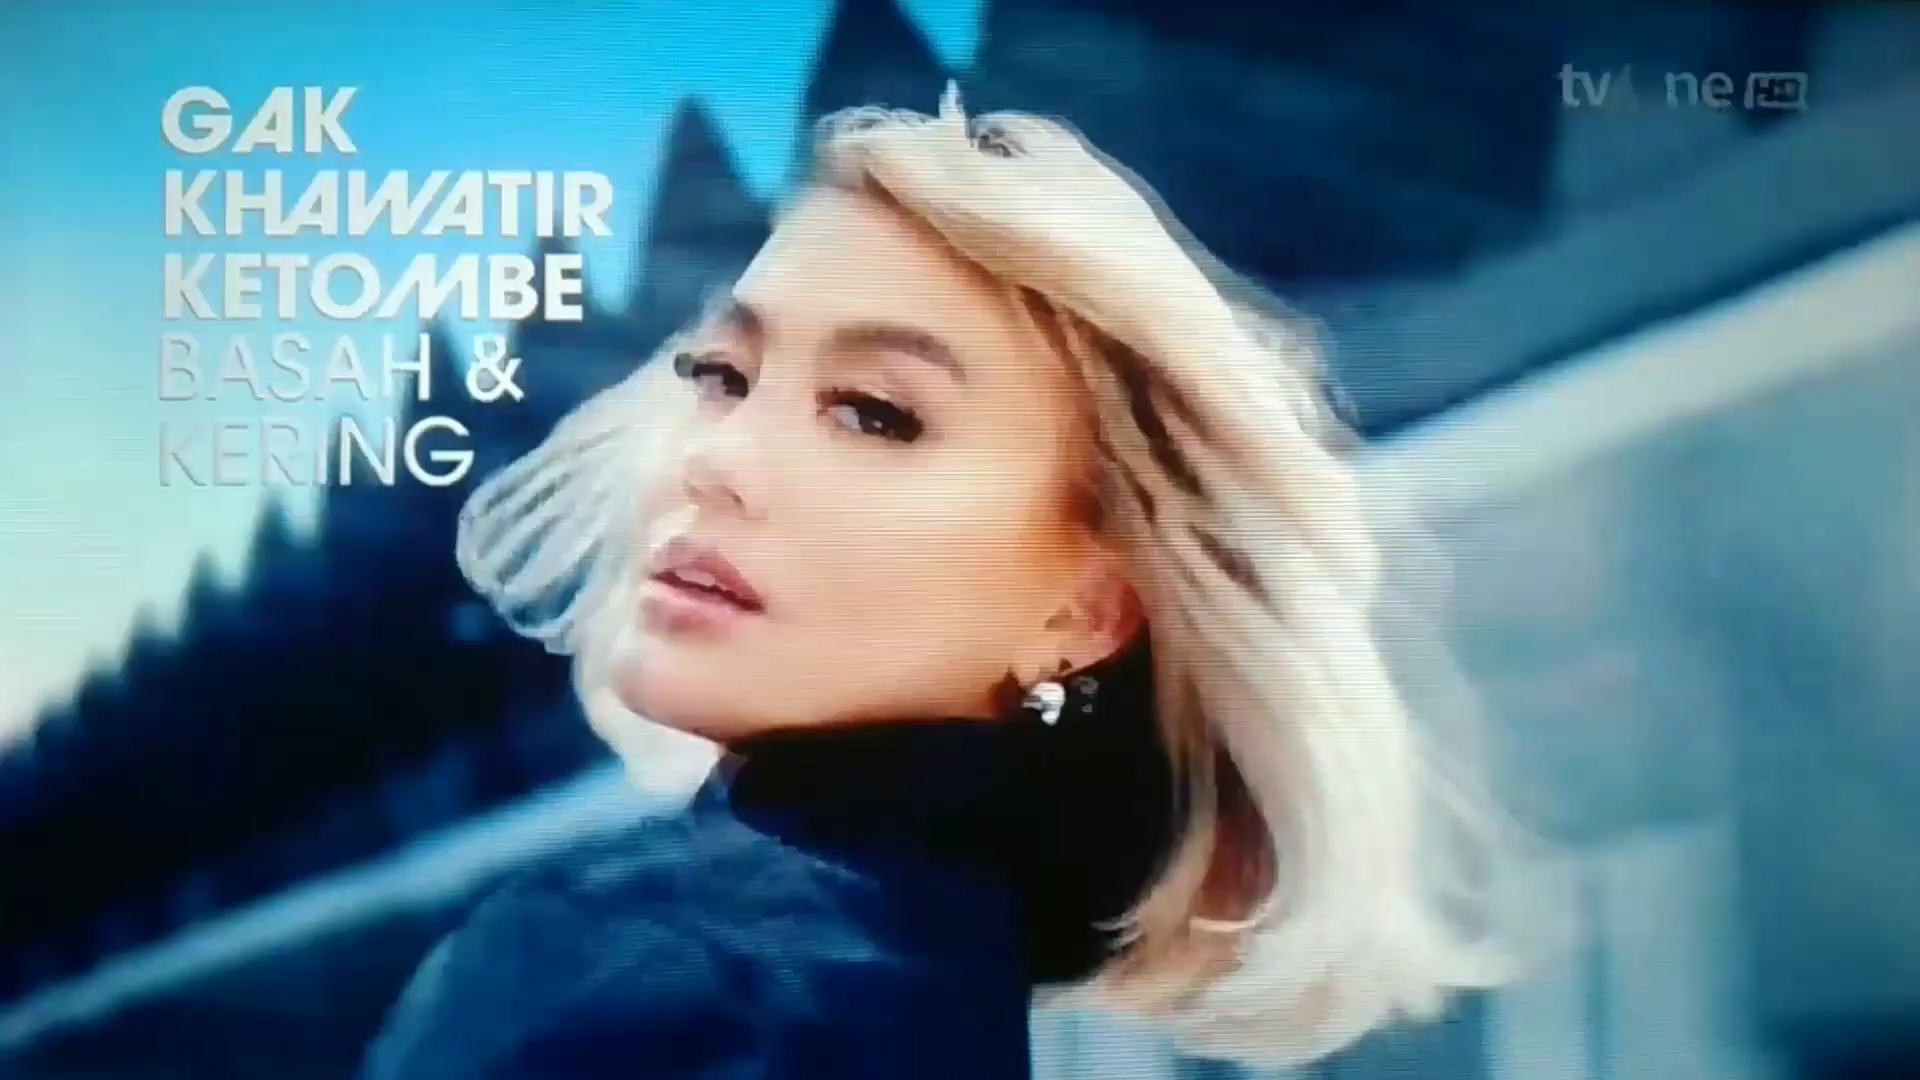 GAK
KHAWATIR
KETOMBE
BASAH &
KERING
tvOne HD